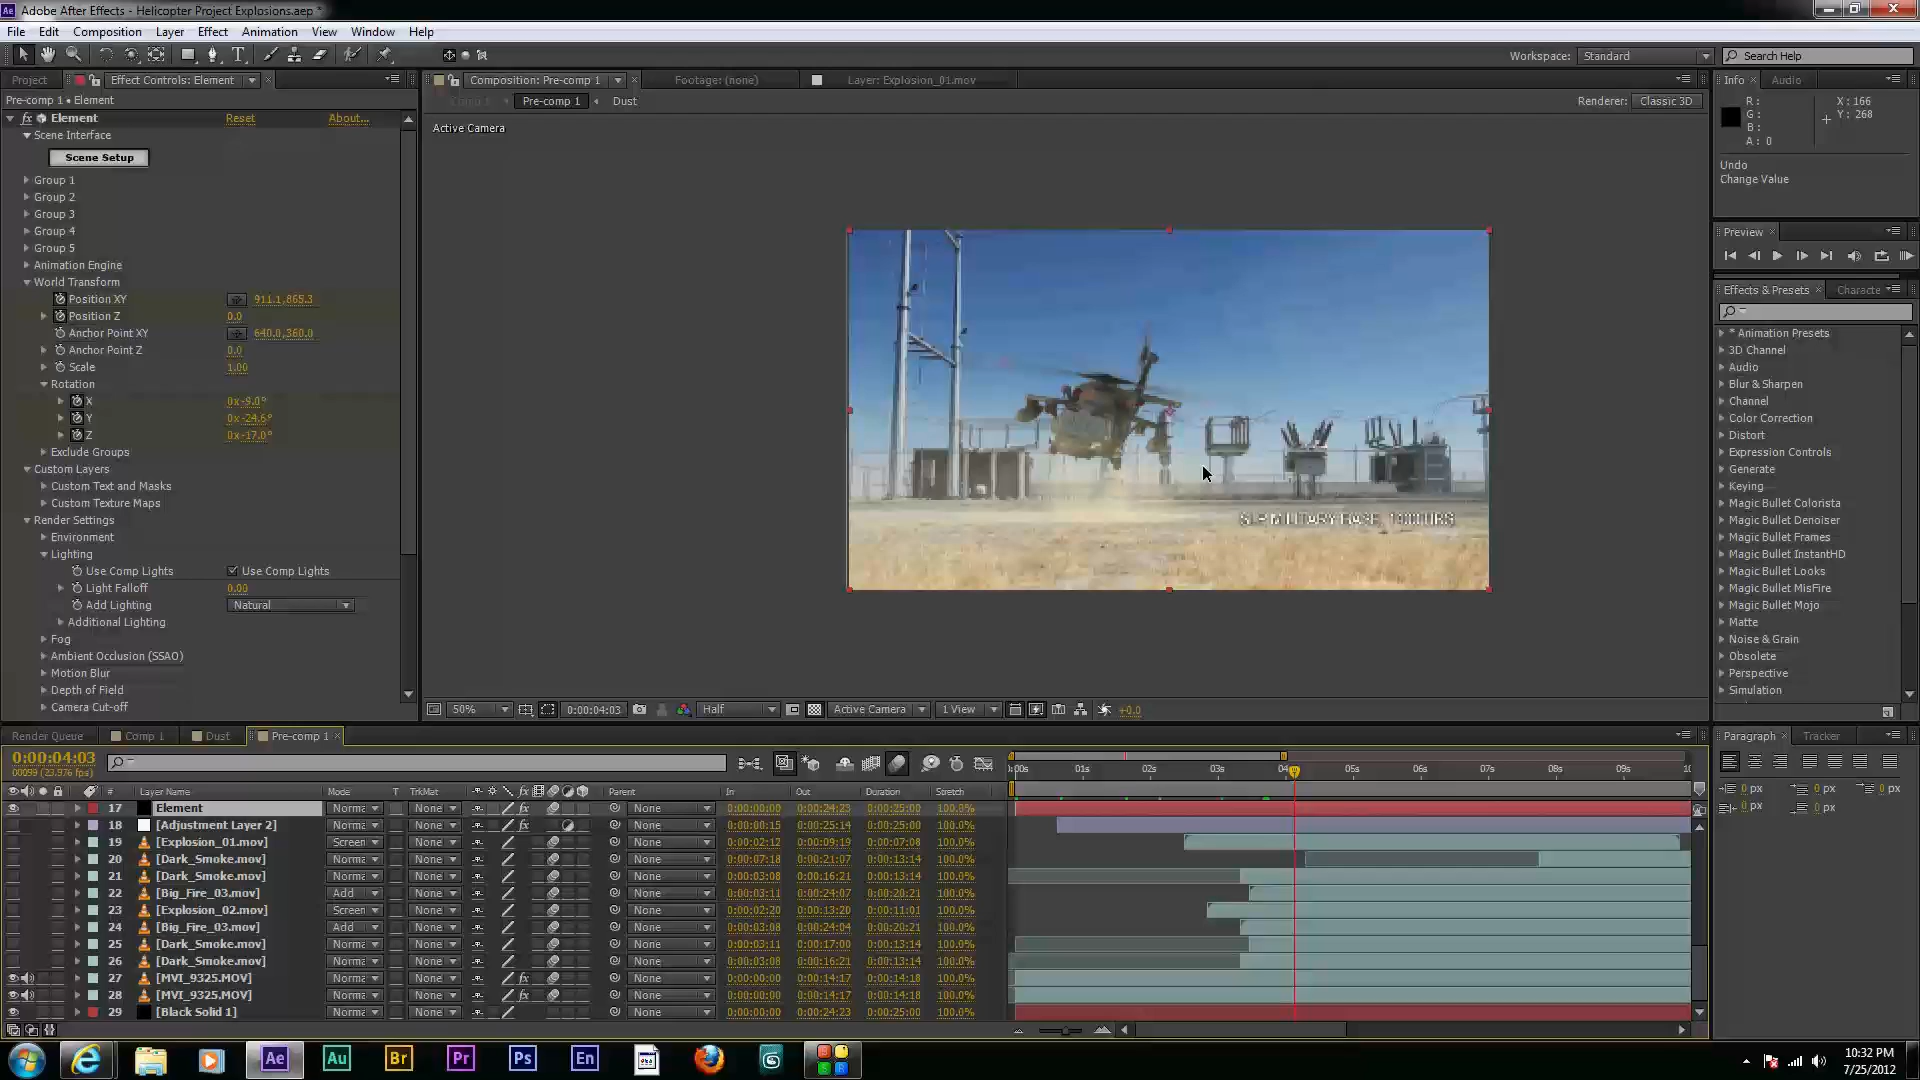 Adobe After Effects - Helicopter Project Explosions.aep *
File Edit Composition Layer Effect Animation View Window Help
Workspace: Standard Search Help
Project Effect Controls: Element Composition: Pre-comp 1 Footage: (none) Layer: Explosion_01.mov Info Audio
Pre-comp 1 • Element
Comp 1 Pre-comp 1 Dust Renderer: Classic 3D
Active Camera
fx Element Reset About...
Scene Interface
Scene Setup
Group 1
Group 2
Group 3
Group 4
Group 5
Animation Engine
World Transform
Position XY 911.1,865.3
Position Z 0.0
Anchor Point XY 640.0,360.0
Anchor Point Z 0.0
Scale 1.00
Rotation
X 0x-9.0°
Y 0x-24.6°
Z 0x-17.0°
Exclude Groups
Custom Layers
Custom Text and Masks
Custom Texture Maps
Render Settings
Environment
Lighting
Use Comp Lights Use Comp Lights
Light Falloff 0.00
Add Lighting Natural
Additional Lighting
Fog
Ambient Occlusion (SSAO)
Motion Blur
Depth of Field
Camera Cut-off
MILITARY BASE,
50% 0:00:04:03 Half Active Camera 1 View +0.0
R: X: 166
G: Y: 268
B:
A: 0
Undo
Change Value
Preview
Effects & Presets Characte
* Animation Presets
3D Channel
Audio
Blur & Sharpen
Channel
Color Correction
Distort
Expression Controls
Generate
Keying
Magic Bullet Colorista
Magic Bullet Denoiser
Magic Bullet Frames
Magic Bullet InstantHD
Magic Bullet Looks
Magic Bullet MisFire
Magic Bullet Mojo
Matte
Noise & Grain
Obsolete
Perspective
Simulation
Render Queue Comp 1 Dust Pre-comp 1
0:00:04:03
00099 (23.976 fps)
:00s 01s 02s 03s 04 05s 06s 07s 08s 09s 10
# Layer Name Mode T TrkMat Parent In Out Duration Stretch
17 Element Norma None None 0:00:00:00 0:00:24:23 0:00:25:00 100.0%
18 [Adjustment Layer 2] Norma None None 0:00:00:15 0:00:25:14 0:00:25:00 100.0%
19 [Explosion_01.mov] Screen None None 0:00:02:12 0:00:09:19 0:00:07:08 100.0%
20 [Dark_Smoke.mov] Norma None None 0:00:07:18 0:00:21:07 0:00:13:14 100.0%
21 [Dark_Smoke.mov] Norma None None 0:00:03:08 0:00:16:21 0:00:13:14 100.0%
22 [Big_Fire_03.mov] Add None None 0:00:03:11 0:00:24:07 0:00:20:21 100.0%
23 [Explosion_02.mov] Screen None None 0:00:02:20 0:00:13:20 0:00:11:01 100.0%
24 [Big_Fire_03.mov] Add None None 0:00:03:08 0:00:24:04 0:00:20:21 100.0%
25 [Dark_Smoke.mov] Norma None None 0:00:03:11 0:00:17:00 0:00:13:14 100.0%
26 [Dark_Smoke.mov] Norma None None 0:00:03:08 0:00:16:21 0:00:13:14 100.0%
27 [MVI_9325.MOV] Norma None None 0:00:00:00 0:00:14:17 0:00:14:18 100.0%
28 [MVI_9325.MOV] Norma None None 0:00:00:00 0:00:14:17 0:00:14:18 100.0%
29 [Black Solid 1] Norma None None 0:00:00:00 0:00:24:23 0:00:25:00 100.0%
Paragraph Tracker
0 px 0 px 0 px
0 px 0 px
Ae Au Br Pr Ps En
10:32 PM
7/25/2012